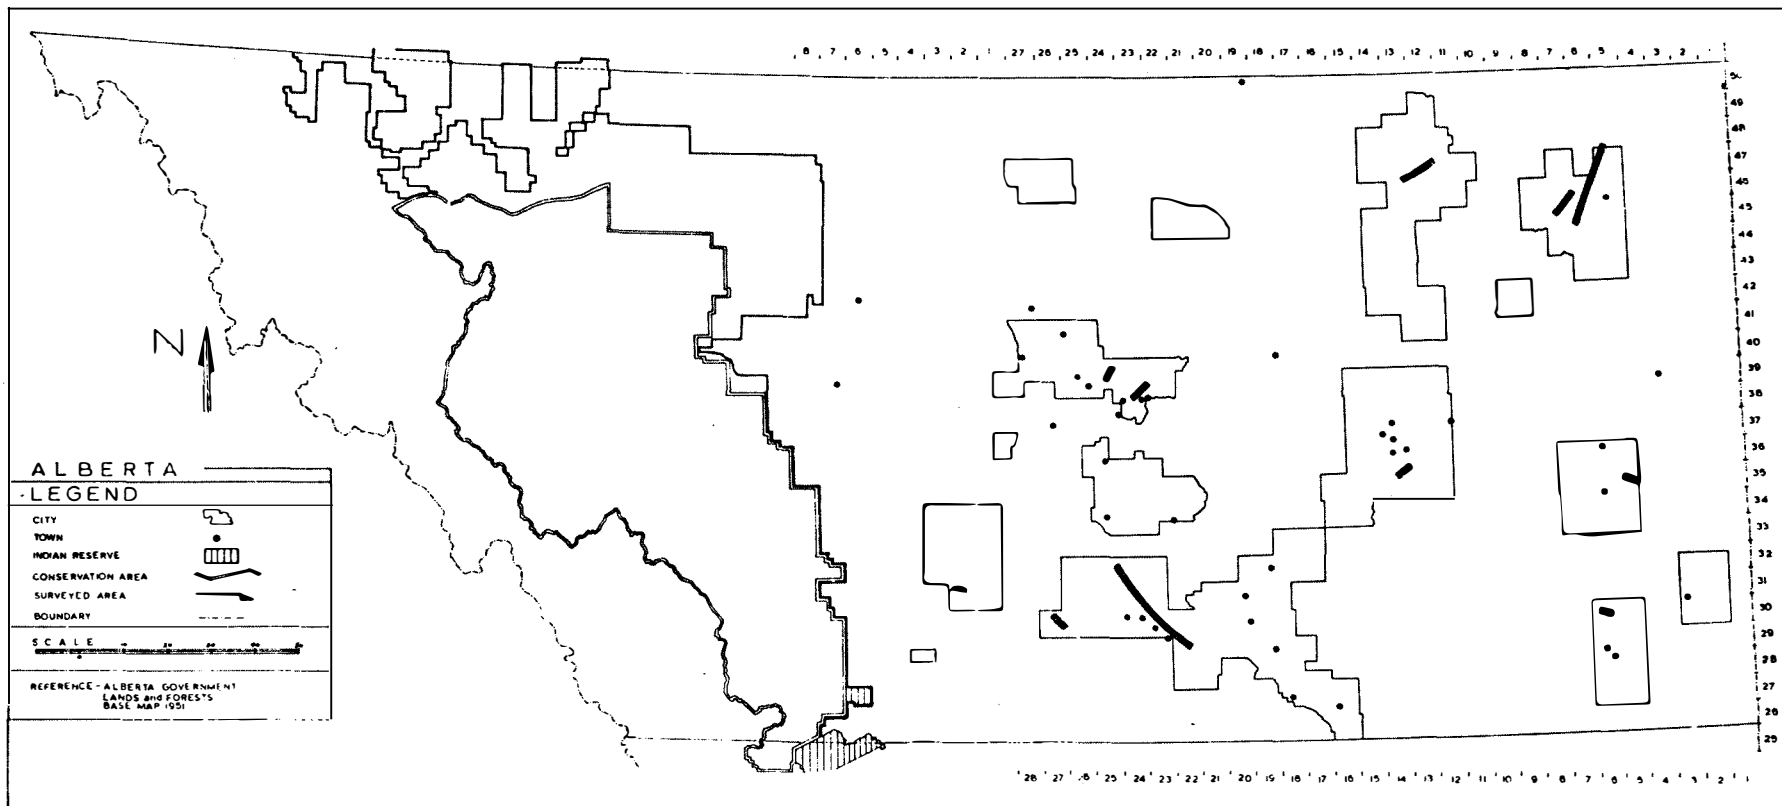 8 7 6 5 4 3 2 1 27 26 25 24 23 22 21 20 19 18 17 16 15 14 13 12 11 10 9 8 7 6 5 4 3 2
50
49
48
47
46
45
44
43
42
41
40
39
38
37
36
35
34
33
32
31
30
29
28
27
26
25
N
ALBERTA
LEGEND
CITY
TOWN
INDIAN RESERVE
CONSERVATION AREA
SURVEYED AREA
BOUNDARY
SCALE
REFERENCE - ALBERTA GOVERNMENT
LANDS and FORESTS
BASE MAP 1951
28 27 26 25 24 23 22 21 20 19 18 17 16 15 14 13 12 11 10 9 8 7 6 5 4 3 2 1